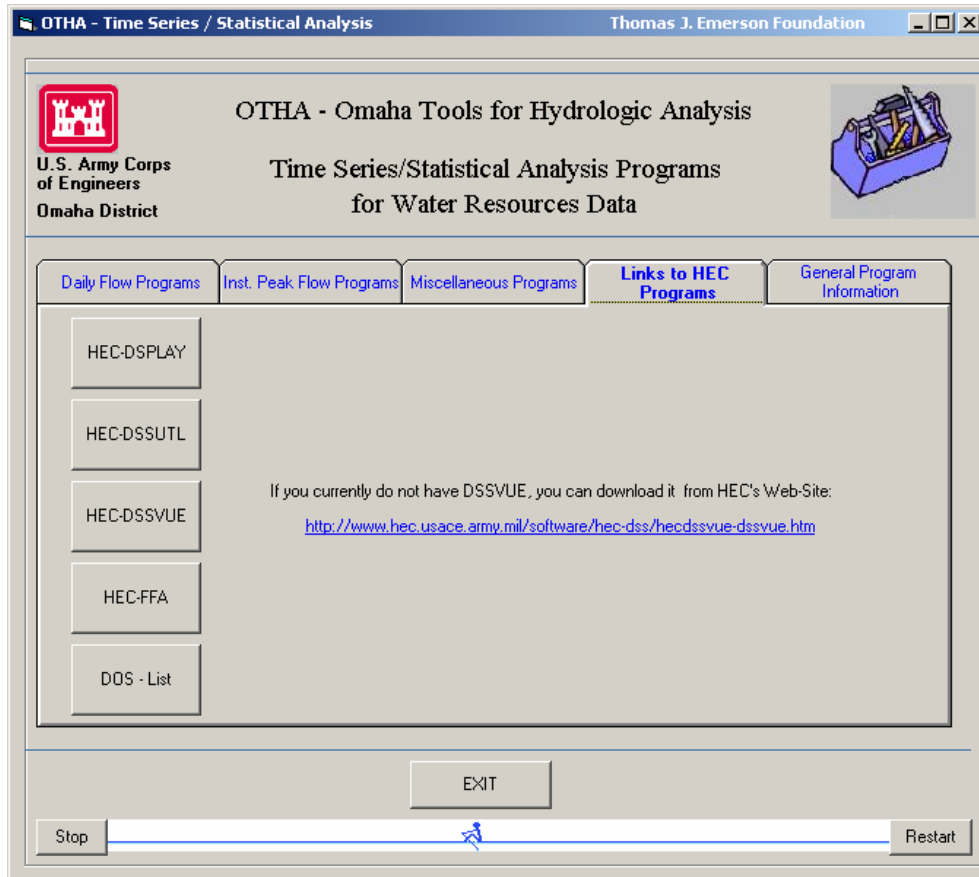 OTHA - Time Series / Statistical Analysis Thomas J. Emerson Foundation
U.S. Army Corps
of Engineers
Omaha District
OTHA - Omaha Tools for Hydrologic Analysis
Time Series/Statistical Analysis Programs
for Water Resources Data
Daily Flow Programs
Inst. Peak Flow Programs
Miscellaneous Programs
Links to HEC
Programs
General Program
Information
HEC-DSPLAY
HEC-DSSUTL
HEC-DSSVUE
HEC-FFA
DOS - List
If you currently do not have DSSVUE, you can download it from HEC's Web-Site:
http://www.hec.usace.army.mil/software/hec-dss/hecdssvue-dssvue.htm
EXIT
Stop
Restart